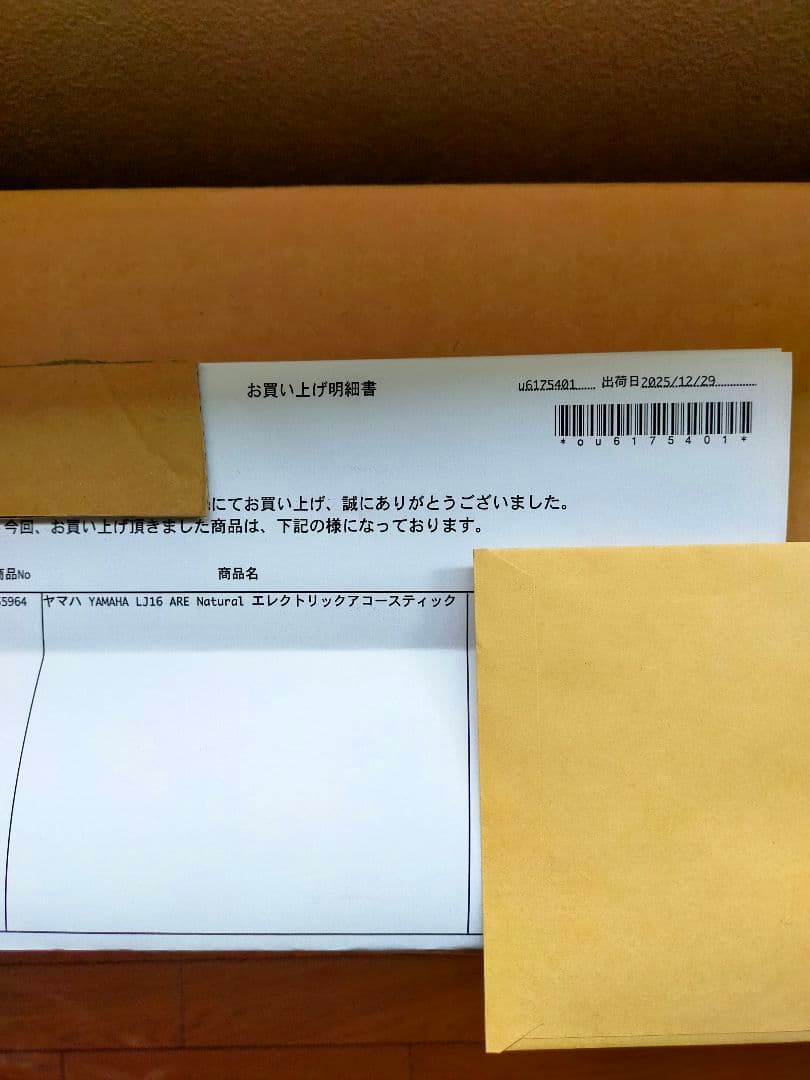 お買い上げ明細書
u6175401 出荷日2025/12/29
*ou6175401*
にてお買い上げ、誠にありがとうございました。
今回、お買い上げ頂きました商品は、下記の様になっております。
商品No 商品名
5964 ヤマハ YAMAHA LJ16 ARE Natural エレクトリックアコースティック